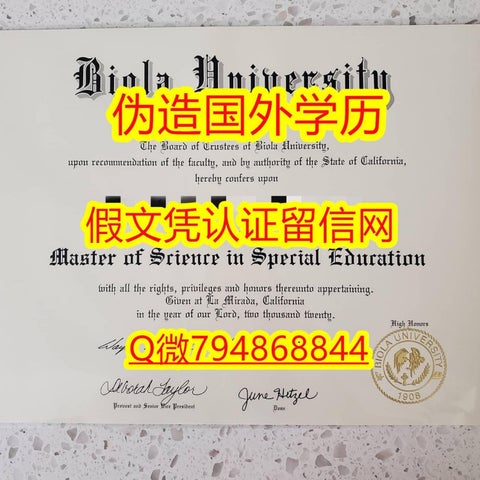 Biola University
伪造国外学历
The Board of Trustees of Biola University,
upon recommendation of the faculty, and by authority of the State of California,
hereby confers upon
假文凭认证留信网
Master of Science in Special Education
with all the rights, privileges and honors thereunto appertaining.
Given at La Mirada, California
in the year of our Lord, two thousand twenty.
High Honors
Q微794868844
BIOLA UNIVERSITY
1908
Deborah Taylor
June Hetzel
Provost and Senior Vice President
Dean